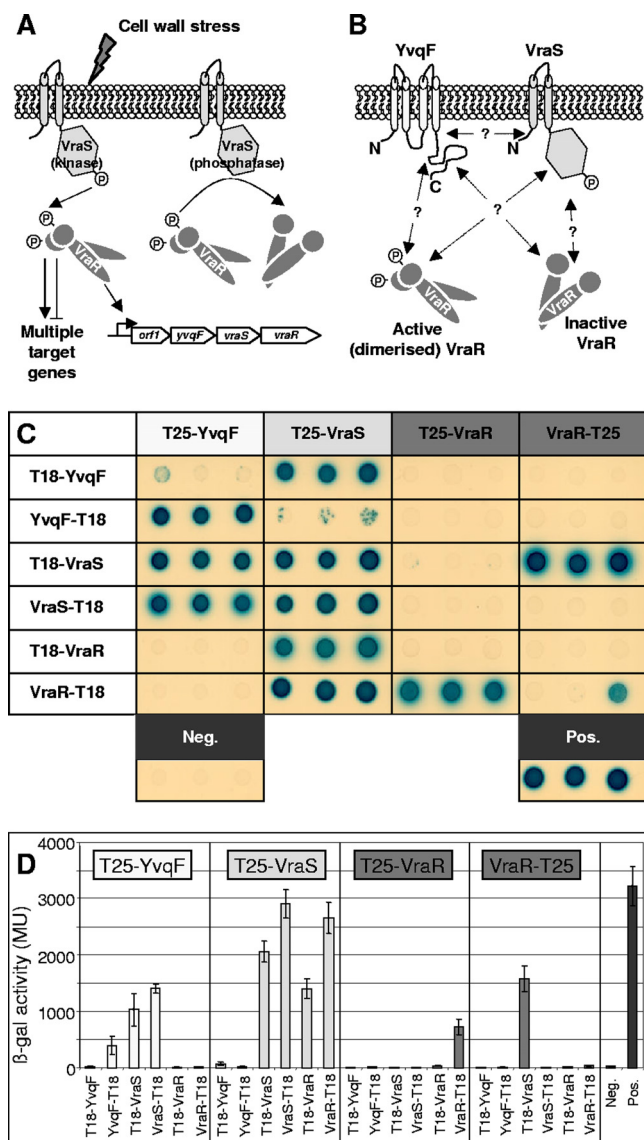 A
Cell wall stress
VraS
(kinase)
P
VraS
(phosphatase)
P
P
VraR
P
P
VraR
Multiple
target
genes
orf1 yvqF vraS vraR
B
YvqF
VraS
N
C
?
N
P
?
?
?
P
P
VraR
VraR
Active
(dimerised) VraR
Inactive
VraR
C
T25-YvqF T25-VraS T25-VraR VraR-T25
T18-YvqF
YvqF-T18
T18-VraS
VraS-T18
T18-VraR
VraR-T18
Neg. Pos.
D
T25-YvqF T25-VraS T25-VraR VraR-T25
ß-gal activity (MU)
4000
3000
2000
1000
0
T18-YvqF YvqF-T18 T18-VraS VraS-T18 T18-VraR VraR-T18 T18-YvqF YvqF-T18 T18-VraS VraS-T18 T18-VraR VraR-T18 T18-YvqF YvqF-T18 T18-VraS VraS-T18 T18-VraR VraR-T18 T18-YvqF YvqF-T18 T18-VraS VraS-T18 T18-VraR VraR-T18 Neg. Pos.